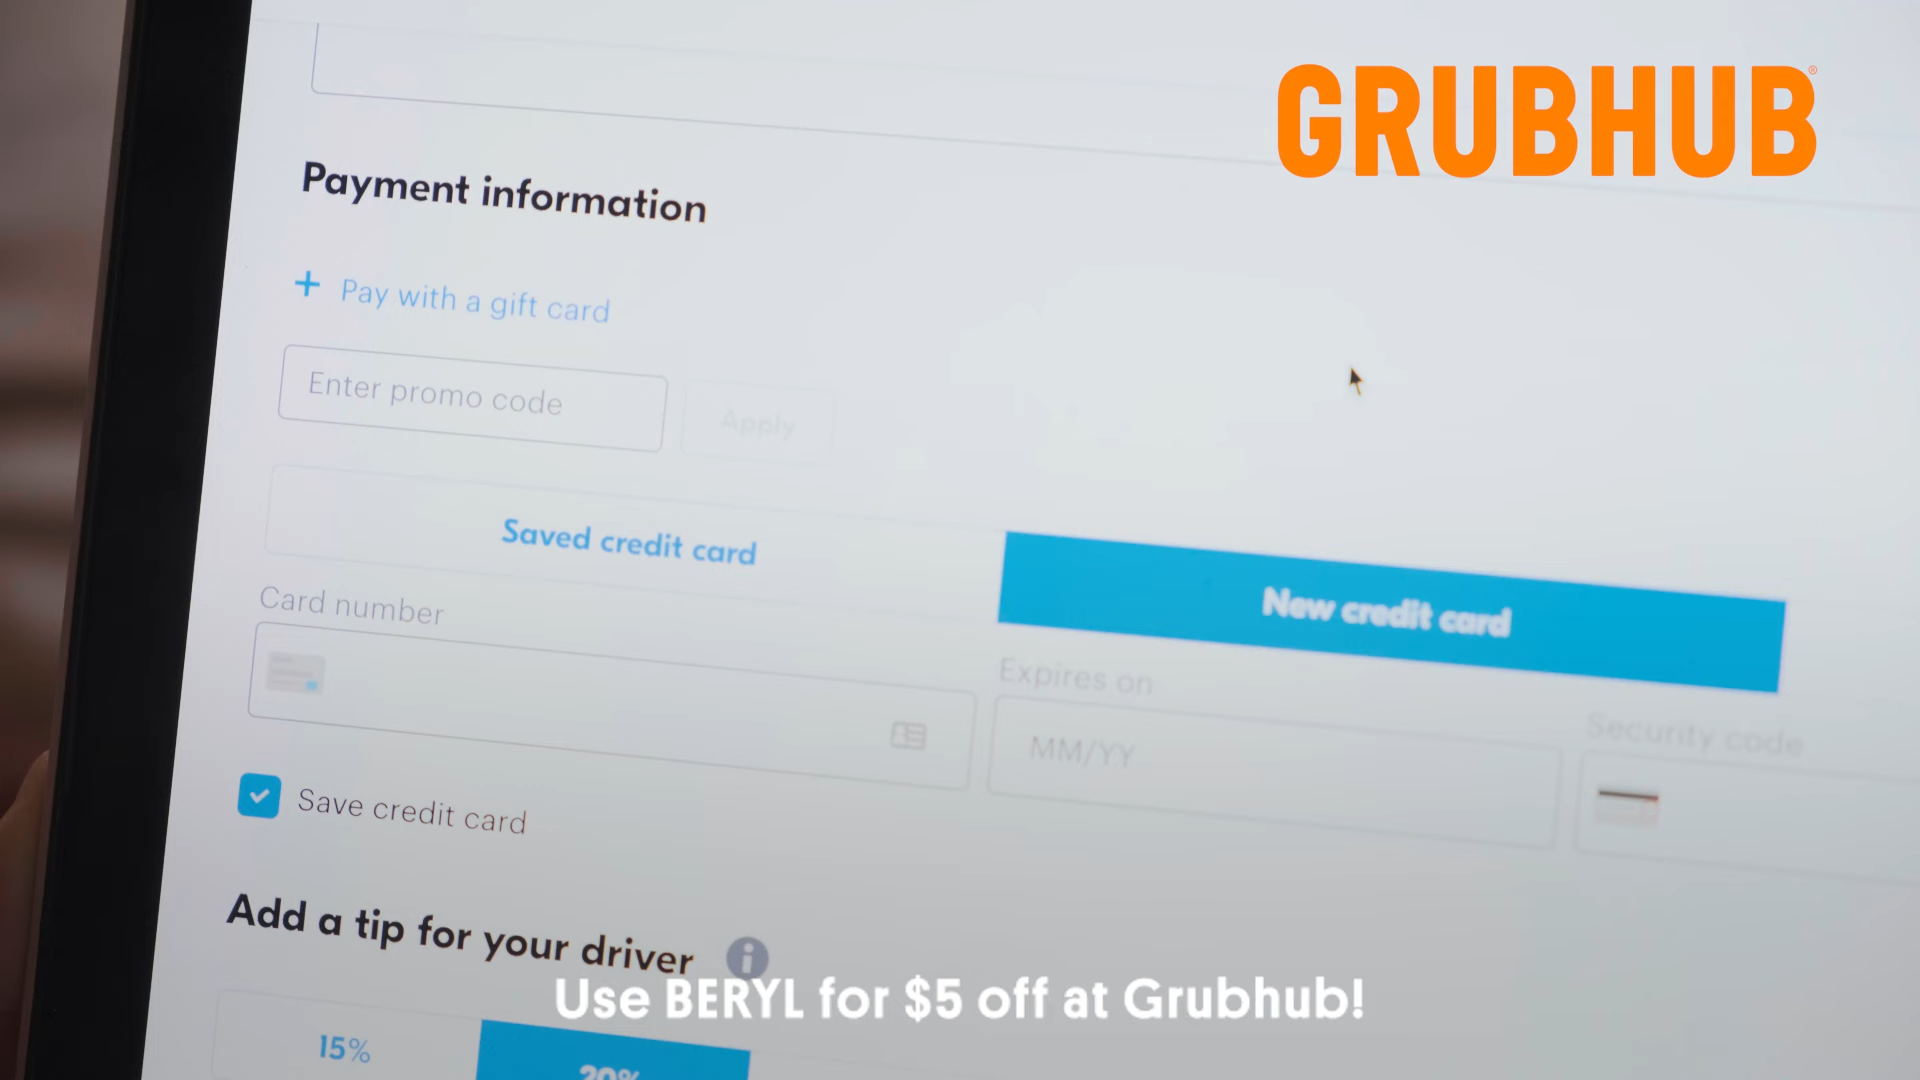 GRUBHUB®
Payment information
+ Pay with a gift card
Enter promo code
Apply
Saved credit card
New credit card
Card number
Expires on
Security code
MM/YY
Save credit card
Add a tip for your driver
Use BERYL for $5 off at Grubhub!
15%
20%